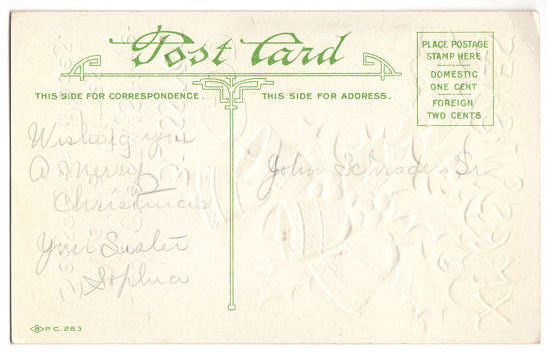 Post Card
PLACE POSTAGE
STAMP HERE
DOMESTIC
ONE CENT
FOREIGN
TWO CENTS
THIS SIDE FOR CORRESPONDENCE.
THIS SIDE FOR ADDRESS.
Wishing you
A Merry
Christmas
Your Sister
Sophia
John Schrader, Sr.
P.C. 283